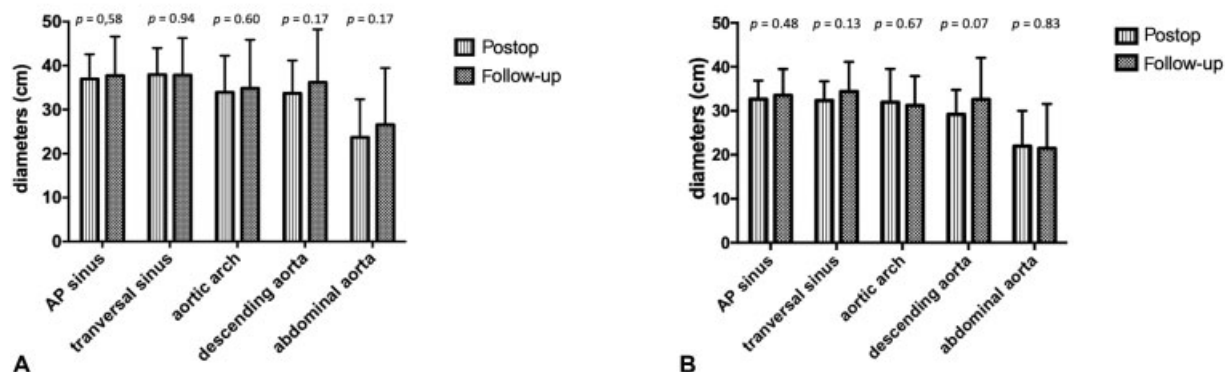 p = 0,58 p = 0.94 p = 0.60 p = 0.17 p = 0.17
50
40
30
20
10
0
diameters (cm)
Postop
Follow-up
AP sinus
tranversal sinus
aortic arch
descending aorta
abdominal aorta
A
p = 0.48 p = 0.13 p = 0.67 p = 0.07 p = 0.83
50
40
30
20
10
0
diameters (cm)
Postop
Follow-up
AP sinus
tranversal sinus
aortic arch
descending aorta
abdominal aorta
B